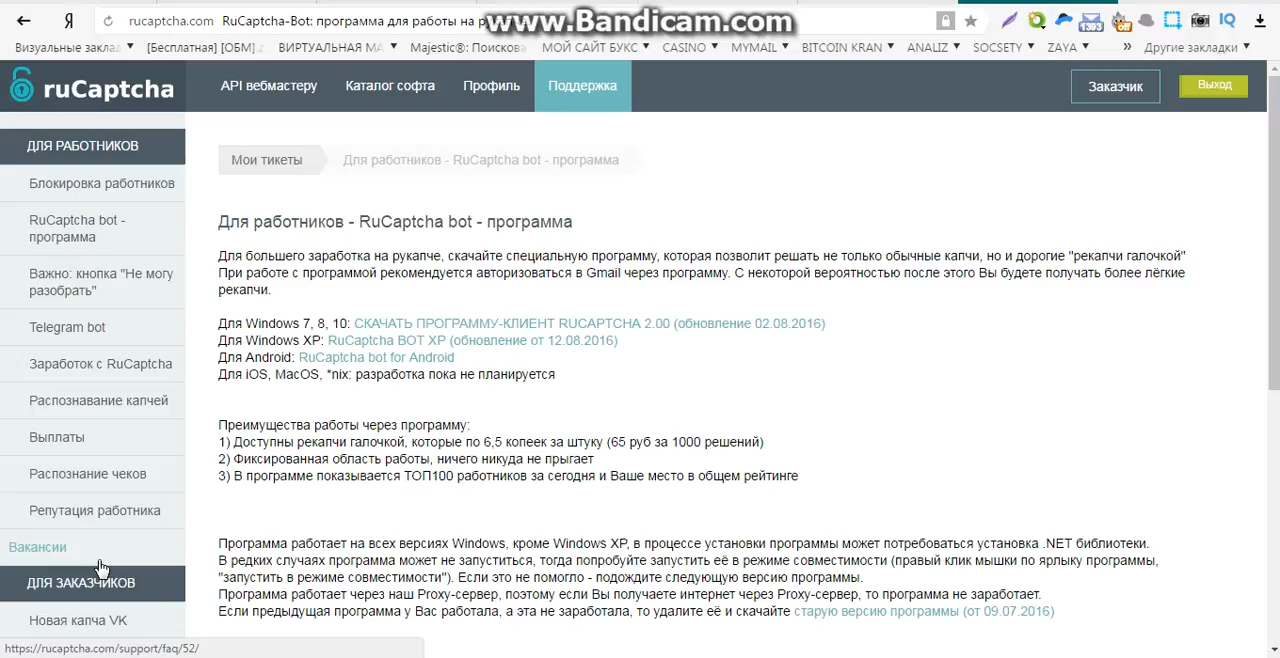 rucaptcha.com RuCaptcha-Bot: программа для работы на
www.Bandicam.com
1393
off
IQ
Визуальные заклад
[Бесплатная] [ОБМ]
ВИРТУАЛЬНАЯ МА
Majestic®: Поискова
МОЙ САЙТ БУКС
CASINO
MYMAIL
BITCOIN KRAN
ANALIZ
SOCSETY
ZAYA
»
Другие закладки
ruCaptcha
API вебмастеру
Каталог софта
Профиль
Поддержка
Заказчик
Выход
ДЛЯ РАБОТНИКОВ
Блокировка работников
RuCaptcha bot -
программа
Важно: кнопка "Не могу
разобрать"
Telegram bot
Заработок с RuCaptcha
Распознавание капчей
Выплаты
Распознание чеков
Репутация работника
Вакансии
ДЛЯ ЗАКАЗЧИКОВ
Новая капча VK
https://rucaptcha.com/support/faq/52/
Мои тикеты
Для работников - RuCaptcha bot - программа
Для работников - RuCaptcha bot - программа
Для большего заработка на рукапче, скачайте специальную программу, которая позволит решать не только обычные капчи, но и дорогие "рекапчи галочкой"
При работе с программой рекомендуется авторизоваться в Gmail через программу. С некоторой вероятностью после этого Вы будете получать более лёгкие
рекапчи.
Для Windows 7, 8, 10: СКАЧАТЬ ПРОГРАММУ-КЛИЕНТ RUCAPTCHA 2.00 (обновление 02.08.2016)
Для Windows XP: RuCaptcha BOT XP (обновление от 12.08.2016)
Для Android: RuCaptcha bot for Android
Для iOS, MacOS, *nix: разработка пока не планируется
Преимущества работы через программу:
1) Доступны рекапчи галочкой, которые по 6,5 копеек за штуку (65 руб за 1000 решений)
2) Фиксированная область работы, ничего никуда не прыгает
3) В программе показывается ТОП100 работников за сегодня и Ваше место в общем рейтинге
Программа работает на всех версиях Windows, кроме Windows XP, в процессе установки программы может потребоваться установка .NET библиотеки.
В редких случаях программа может не запуститься, тогда попробуйте запустить её в режиме совместимости (правый клик мышки по ярлыку программы,
"запустить в режиме совместимости"). Если это не помогло - подождите следующую версию программы.
Программа работает через наш Proxy-сервер, поэтому если Вы получаете интернет через Proxy-сервер, то программа не заработает.
Если предыдущая программа у Вас работала, а эта не заработала, то удалите её и скачайте старую версию программы (от 09.07.2016)